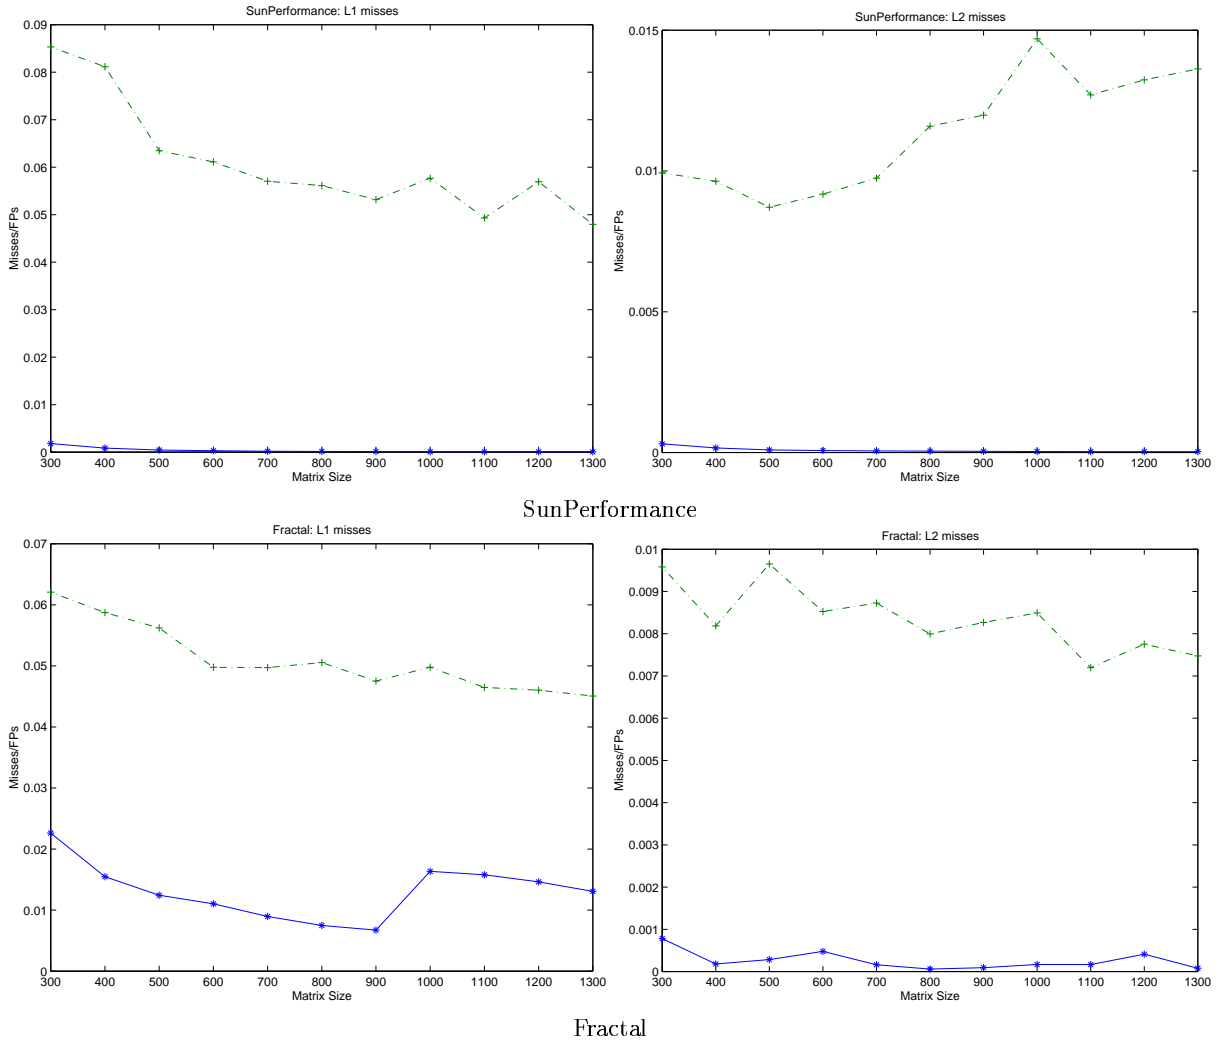 SunPerformance: L1 misses
0.09
0.08
0.07
0.06
0.05
0.04
0.03
0.02
0.01
0
Misses/FPs
300 400 500 600 700 800 900 1000 1100 1200 1300
Matrix Size
SunPerformance: L2 misses
0.015
0.01
0.005
0
Misses/FPs
300 400 500 600 700 800 900 1000 1100 1200 1300
Matrix Size
SunPerformance
Fractal: L1 misses
0.07
0.06
0.05
0.04
0.03
0.02
0.01
0
Misses/FPs
300 400 500 600 700 800 900 1000 1100 1200 1300
Matrix Size
Fractal: L2 misses
0.01
0.009
0.008
0.007
0.006
0.005
0.004
0.003
0.002
0.001
0
Misses/FPs
300 400 500 600 700 800 900 1000 1100 1200 1300
Matrix Size
Fractal